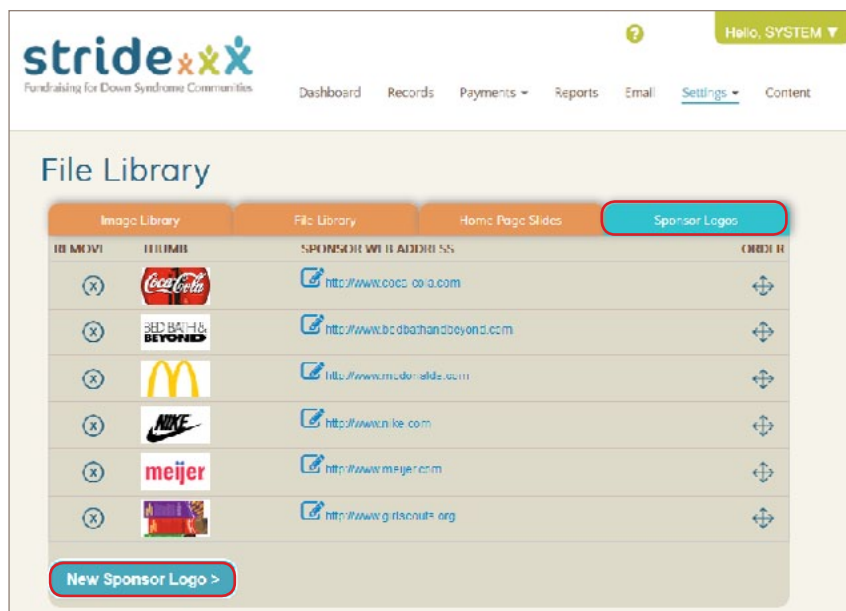 Hello, SYSTEM ▼
stride
Fundraising for Down Syndrome Communities
Dashboard Records Payments Reports Email Settings Content
File Library
Image Library File Library Home Page Slides Sponsor Logos
REMOVE THUMB SPONSOR WEB ADDRESS ORDER
Coca-Cola http://www.coca-cola.com
BED BATH &
BEYOND http://www.bedbathandbeyond.com
http://www.mcdonalds.com
NIKE http://www.nike.com
meijer http://www.meijer.com
http://www.girlscouts.org
New Sponsor Logo >